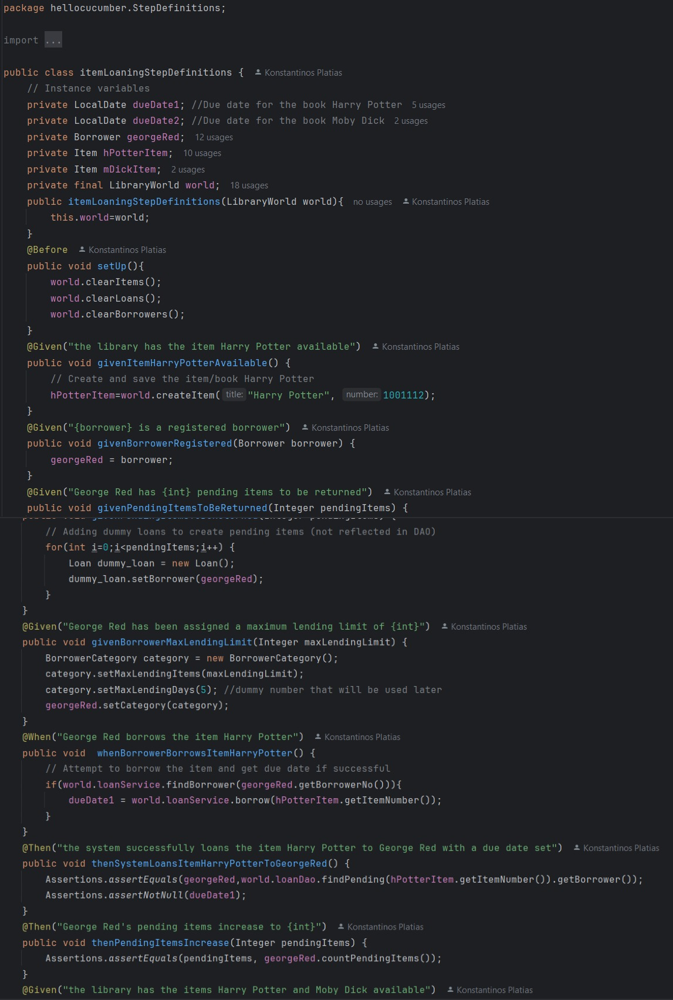 package hellocucumber.StepDefinitions;
import ...
public class itemLoaningStepDefinitions { Konstantinos Platias
// Instance variables
private LocalDate dueDate1; //Due date for the book Harry Potter 5 usages
private LocalDate dueDate2; //Due date for the book Moby Dick 2 usages
private Borrower georgeRed; 12 usages
private Item hPotterItem; 10 usages
private Item mDickItem; 2 usages
private final LibraryWorld world; 18 usages
public itemLoaningStepDefinitions(LibraryWorld world){ no usages Konstantinos Platias
this.world=world;
}
@Before Konstantinos Platias
public void setUp(){
world.clearItems();
world.clearLoans();
world.clearBorrowers();
}
@Given("the library has the item Harry Potter available") Konstantinos Platias
public void givenItemHarryPotterAvailable() {
// Create and save the item/book Harry Potter
hPotterItem=world.createItem( title: "Harry Potter", number: 1001112);
}
@Given("{borrower} is a registered borrower") Konstantinos Platias
public void givenBorrowerRegistered(Borrower borrower) {
georgeRed = borrower;
}
@Given("George Red has {int} pending items to be returned") Konstantinos Platias
public void givenPendingItemsToBeReturned(Integer pendingItems) {
// Adding dummy loans to create pending items (not reflected in DAO)
for(int i=0;i<pendingItems;i++) {
Loan dummy_loan = new Loan();
dummy_loan.setBorrower(georgeRed);
}
}
@Given("George Red has been assigned a maximum lending limit of {int}") Konstantinos Platias
public void givenBorrowerMaxLendingLimit(Integer maxLendingLimit) {
BorrowerCategory category = new BorrowerCategory();
category.setMaxLendingItems(maxLendingLimit);
category.setMaxLendingDays(5); //dummy number that will be used later
georgeRed.setCategory(category);
}
@When("George Red borrows the item Harry Potter") Konstantinos Platias
public void  whenBorrowerBorrowsItemHarryPotter() {
// Attempt to borrow the item and get due date if successful
if(world.loanService.findBorrower(georgeRed.getBorrowerNo())){
dueDate1 = world.loanService.borrow(hPotterItem.getItemNumber());
}
}
@Then("the system successfully loans the item Harry Potter to George Red with a due date set") Konstantinos Platias
public void thenSystemLoansItemHarryPotterToGeorgeRed() {
Assertions.assertEquals(georgeRed,world.loanDao.findPending(hPotterItem.getItemNumber()).getBorrower());
Assertions.assertNotNull(dueDate1);
}
@Then("George Red's pending items increase to {int}") Konstantinos Platias
public void thenPendingItemsIncrease(Integer pendingItems) {
Assertions.assertEquals(pendingItems, georgeRed.countPendingItems());
}
@Given("the library has the items Harry Potter and Moby Dick available") Konstantinos Platias